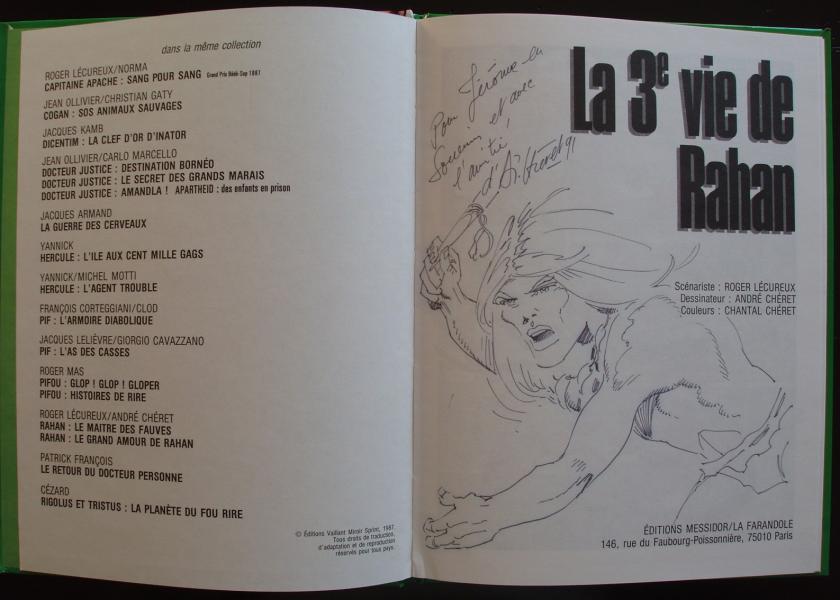 dans la même collection
ROGER LÉCUREUX/NORMA
CAPITAINE APACHE : SANG POUR SANG Grand Prix Bédé-Sup 1987
JEAN OLLIVIER/CHRISTIAN GATY
COGAN : SOS ANIMAUX SAUVAGES
JACQUES KAMB
DICENTIM : LA CLEF D'OR D'INATOR
JEAN OLLIVIER/CARLO MARCELLO
DOCTEUR JUSTICE : DESTINATION BORNÉO
DOCTEUR JUSTICE : LE SECRET DES GRANDS MARAIS
DOCTEUR JUSTICE : AMANDLA ! APARTHEID : des enfants en prison
JACQUES ARMAND
LA GUERRE DES CERVEAUX
YANNICK
HERCULE : L'ILE AUX CENT MILLE GAGS
YANNICK/MICHEL MOTTI
HERCULE : L'AGENT TROUBLE
FRANÇOIS CORTEGGIANI/CLOD
PIF : L'ARMOIRE DIABOLIQUE
JACQUES LELIÈVRE/GIORGIO CAVAZZANO
PIF : L'AS DES CASSES
ROGER MAS
PIFOU : GLOP ! GLOP ! GLOPER
PIFOU : HISTOIRES DE RIRE
ROGER LÉCUREUX/ANDRÉ CHÉRET
RAHAN : LE MAITRE DES FAUVES
RAHAN : LE GRAND AMOUR DE RAHAN
PATRICK FRANÇOIS
LE RETOUR DU DOCTEUR PERSONNE
CÉZARD
RIGOLUS ET TRISTUS : LA PLANÈTE DU FOU RIRE
© Éditions Vaillant Miroir Sprint, 1987.
Tous droits de traduction,
d'adaptation et de reproduction
réservés pour tous pays.
Pour Jérôme en
Souvenir et avec
l'amitié,
d'A. Chéret 91
La 3e vie de
Rahan
Scénariste : ROGER LÉCUREUX
Dessinateur : ANDRÉ CHÉRET
Couleurs : CHANTAL CHÉRET
ÉDITIONS MESSIDOR/LA FARANDOLE
146, rue du Faubourg-Poissonnière, 75010 Paris